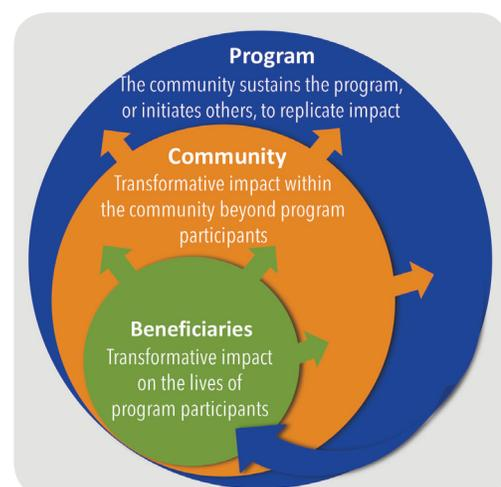 Program
The community sustains the program,
or initiates others, to replicate impact
Community
Transformative impact within
the community beyond program
participants
Beneficiaries
Transformative impact
on the lives of
program participants